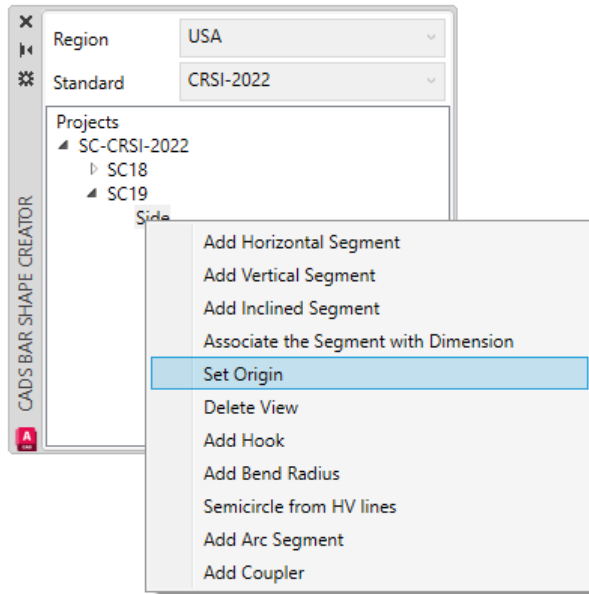 Region
USA
Standard
CRSI-2022
Projects
SC-CRSI-2022
SC18
SC19
Side
Add Horizontal Segment
Add Vertical Segment
Add Inclined Segment
Associate the Segment with Dimension
Set Origin
Delete View
Add Hook
Add Bend Radius
Semicircle from HV lines
Add Arc Segment
Add Coupler
CADS BAR SHAPE CREATOR
A
CAD